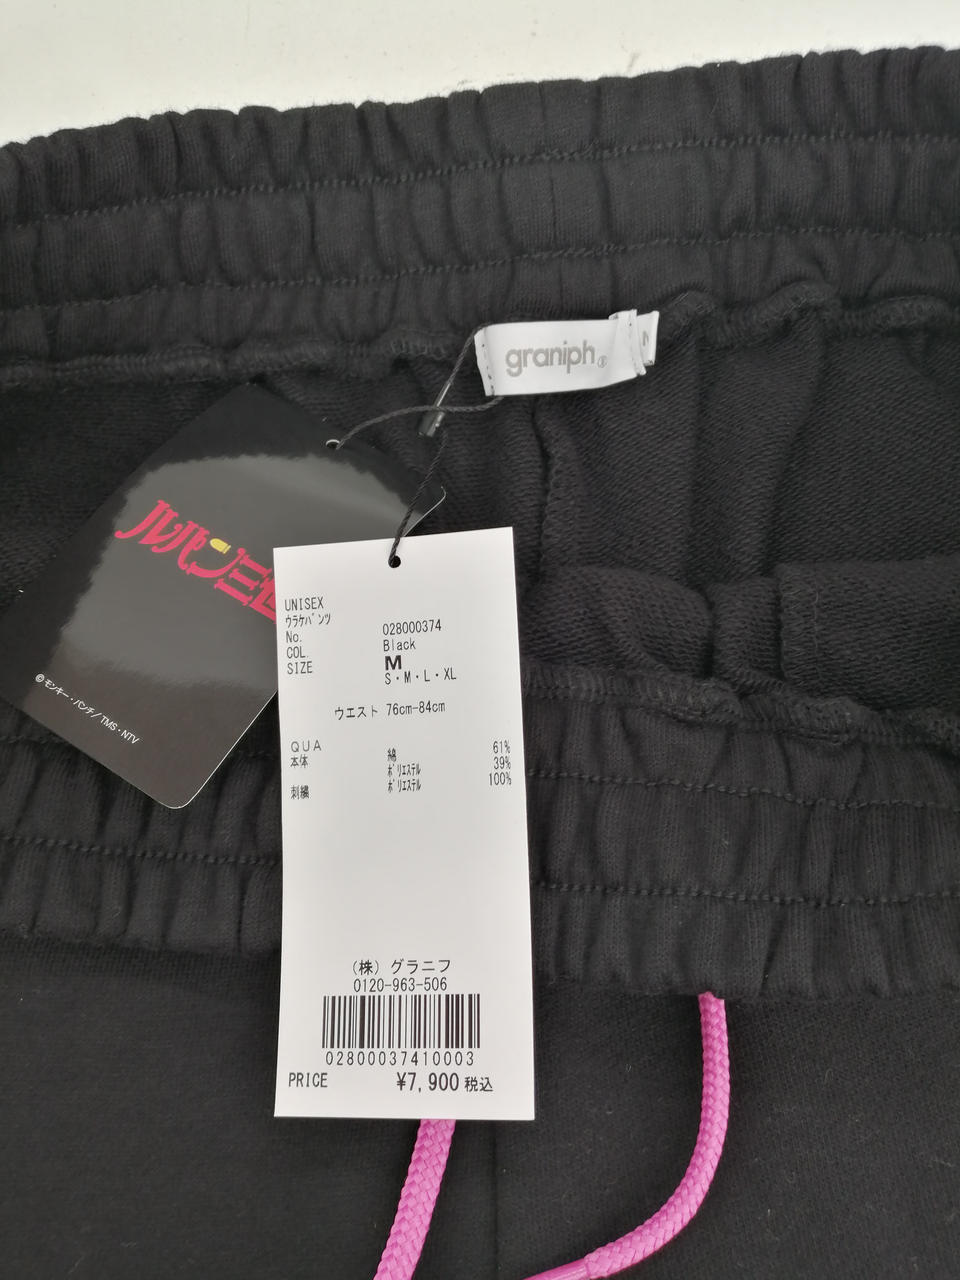 graniph
ルパン三世
©モンキー・パンチ/TMS・NTV
UNISEX
ウラケパンツ
No. 028000374
COL. Black
SIZE M
S・M・L・XL
ウエスト 76cm-84cm
QUA
本体 綿 61%
ポリエステル 39%
刺繍 ポリエステル 100%
(株) グラニフ
0120-963-506
02800037410003
PRICE ¥7,900 税込